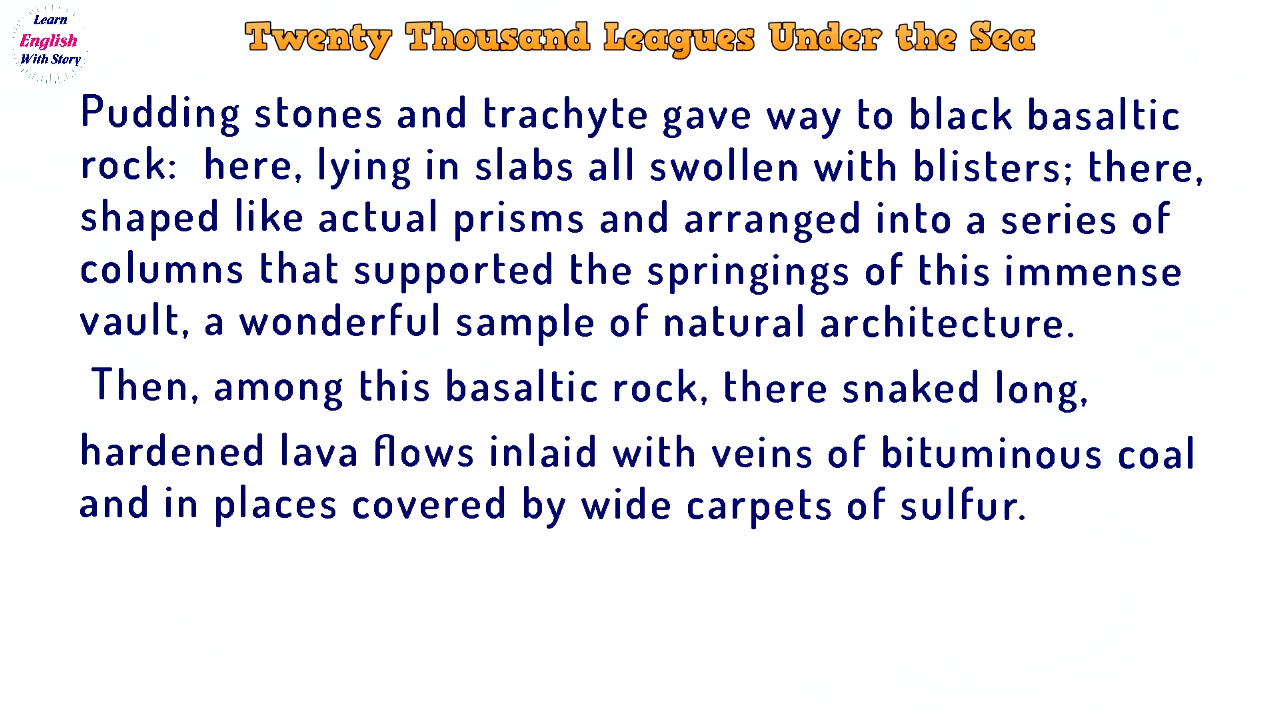 Learn
English
With Story
Twenty Thousand Leagues Under the Sea
Pudding stones and trachyte gave way to black basaltic
rock:  here, lying in slabs all swollen with blisters; there,
shaped like actual prisms and arranged into a series of
columns that supported the springings of this immense
vault, a wonderful sample of natural architecture.
Then, among this basaltic rock, there snaked long,
hardened lava flows inlaid with veins of bituminous coal
and in places covered by wide carpets of sulfur.